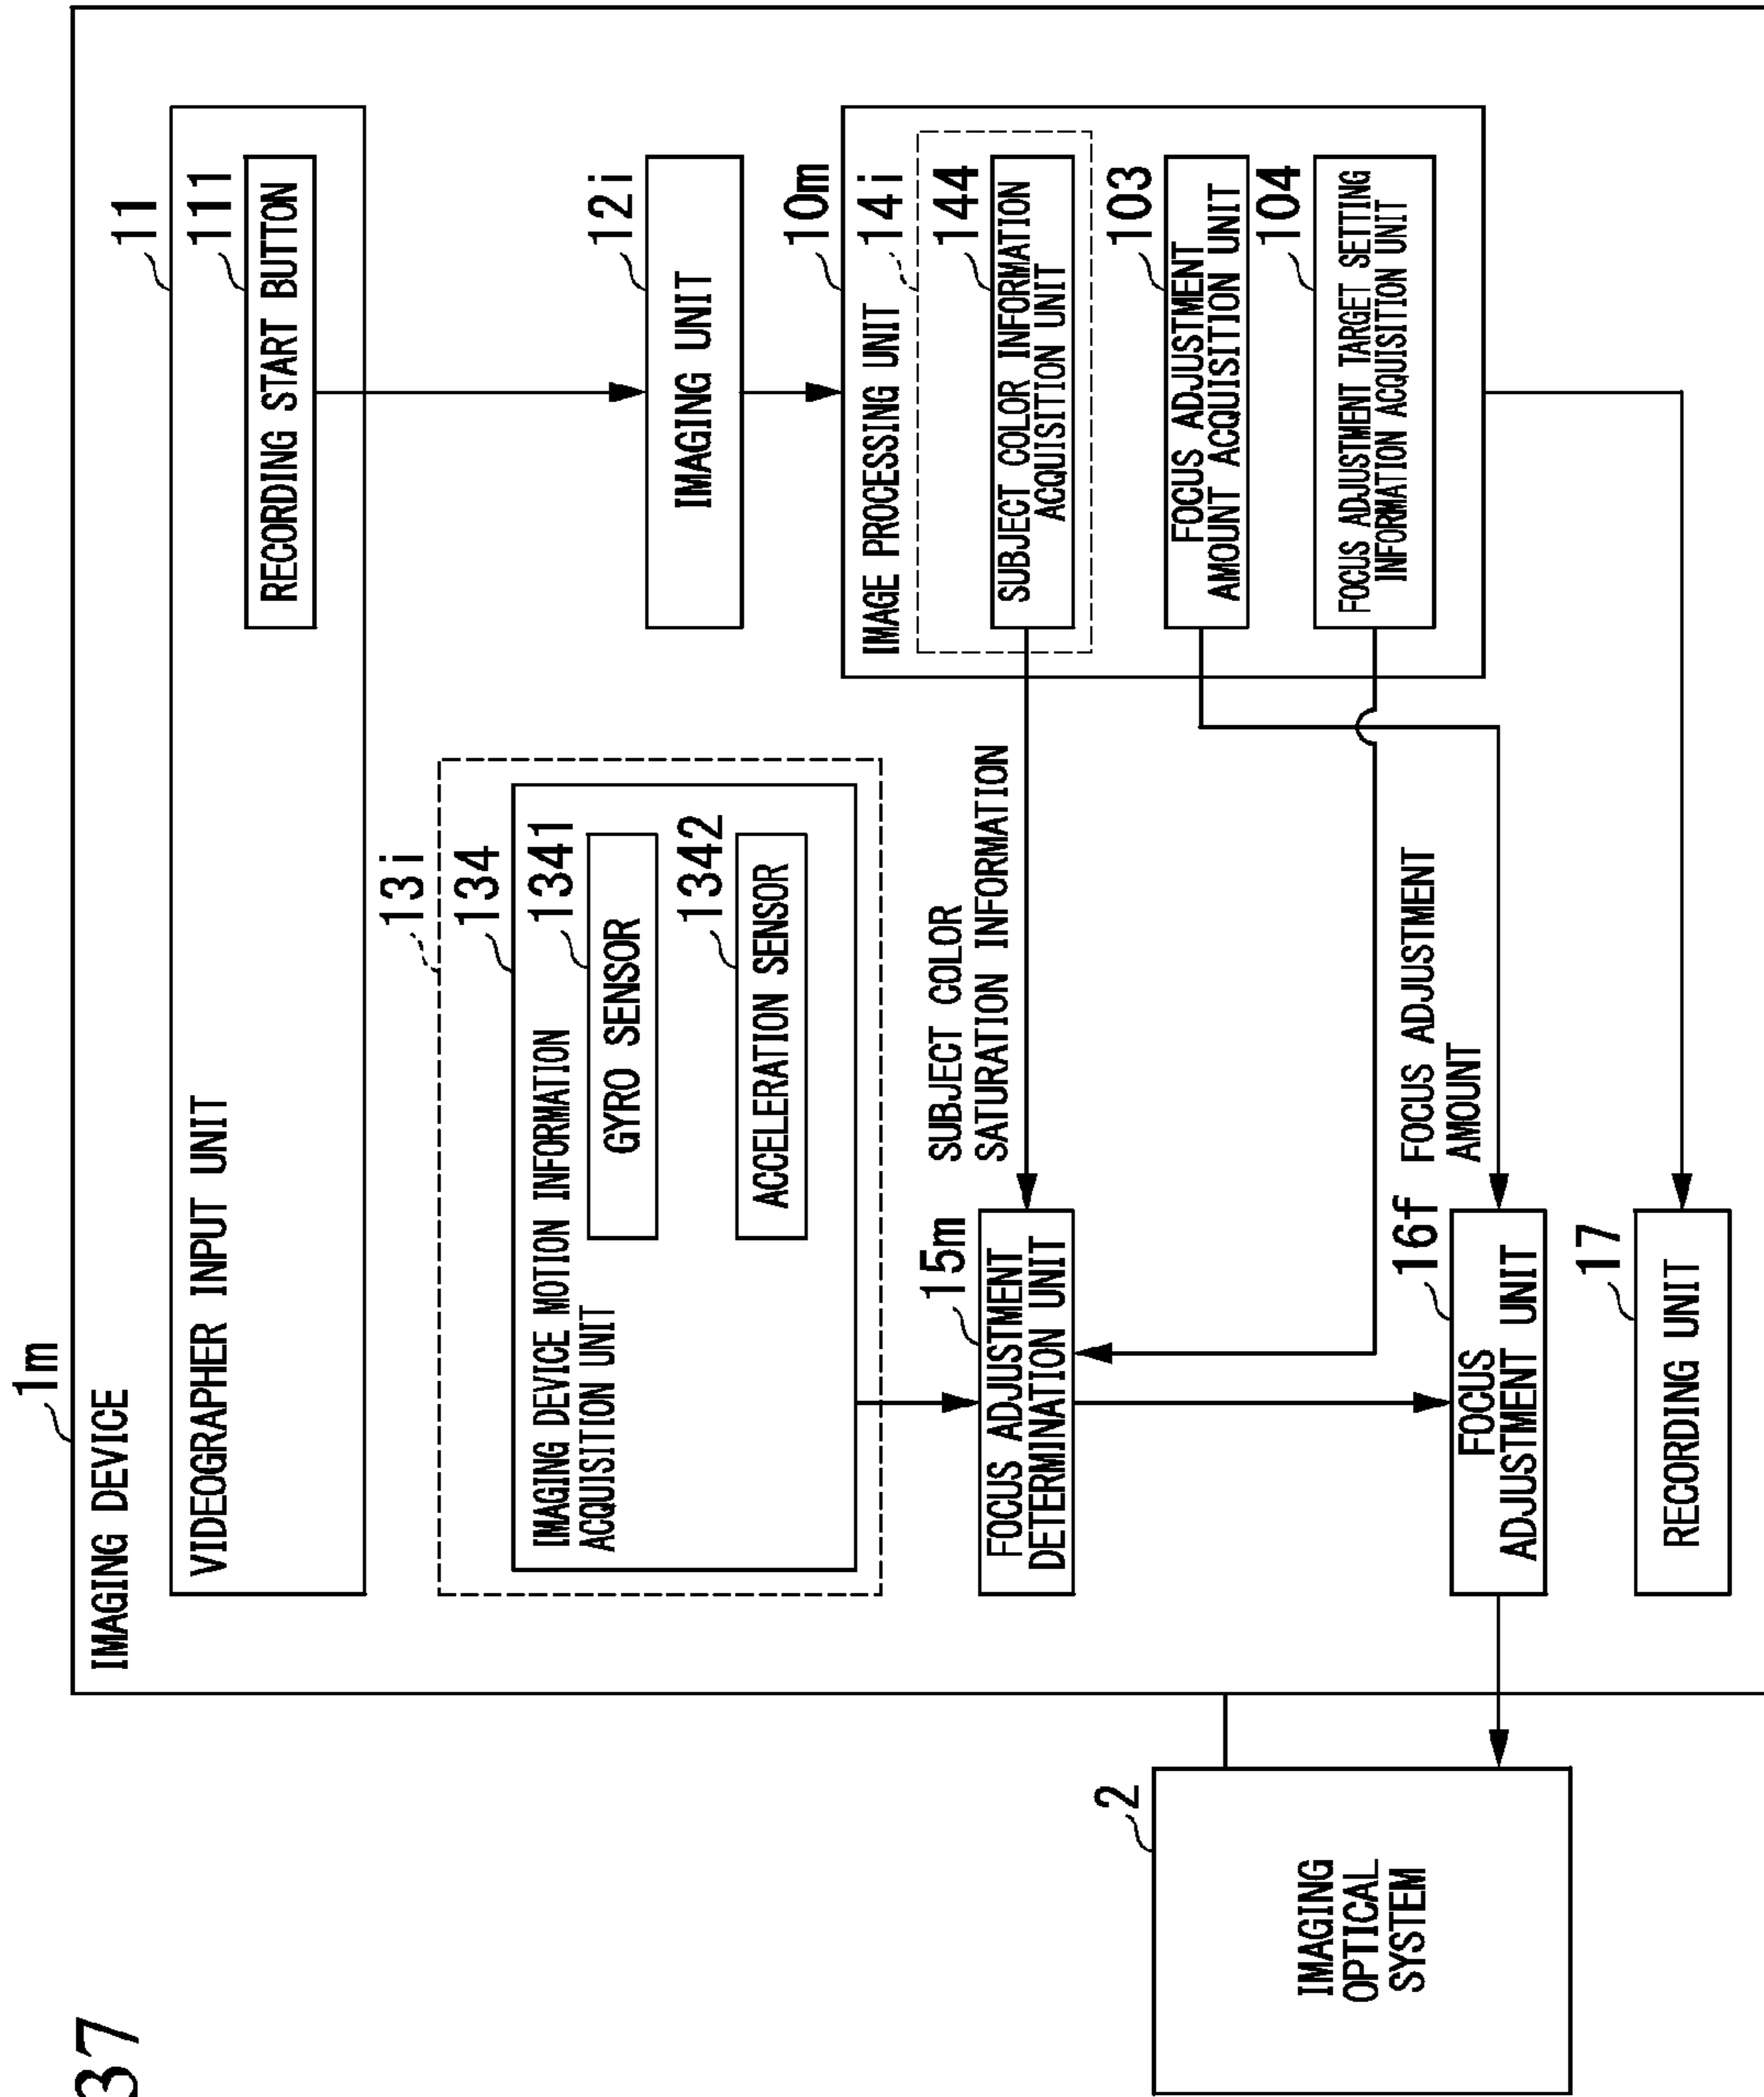 37
1m
IMAGING DEVICE
11
VIDEOGRAPHER INPUT UNIT
111
RECORDING START BUTTON
13i
134
IMAGING DEVICE MOTION INFORMATION
ACQUISITION UNIT
1341
GYRO SENSOR
1342
ACCELERATION SENSOR
12i
IMAGING UNIT
10m
IMAGE PROCESSING UNIT
14i
144
SUBJECT COLOR INFORMATION
ACQUISITION UNIT
103
FOCUS ADJUSTMENT
AMOUNT ACQUISITION UNIT
104
FOCUS ADJUSTMENT TARGET SETTING
INFORMATION ACQUISITION UNIT
SUBJECT COLOR
SATURATION INFORMATION
15m
FOCUS ADJUSTMENT
DETERMINATION UNIT
FOCUS ADJUSTMENT
AMOUNT
16f
FOCUS
ADJUSTMENT UNIT
17
RECORDING UNIT
2
IMAGING
OPTICAL
SYSTEM